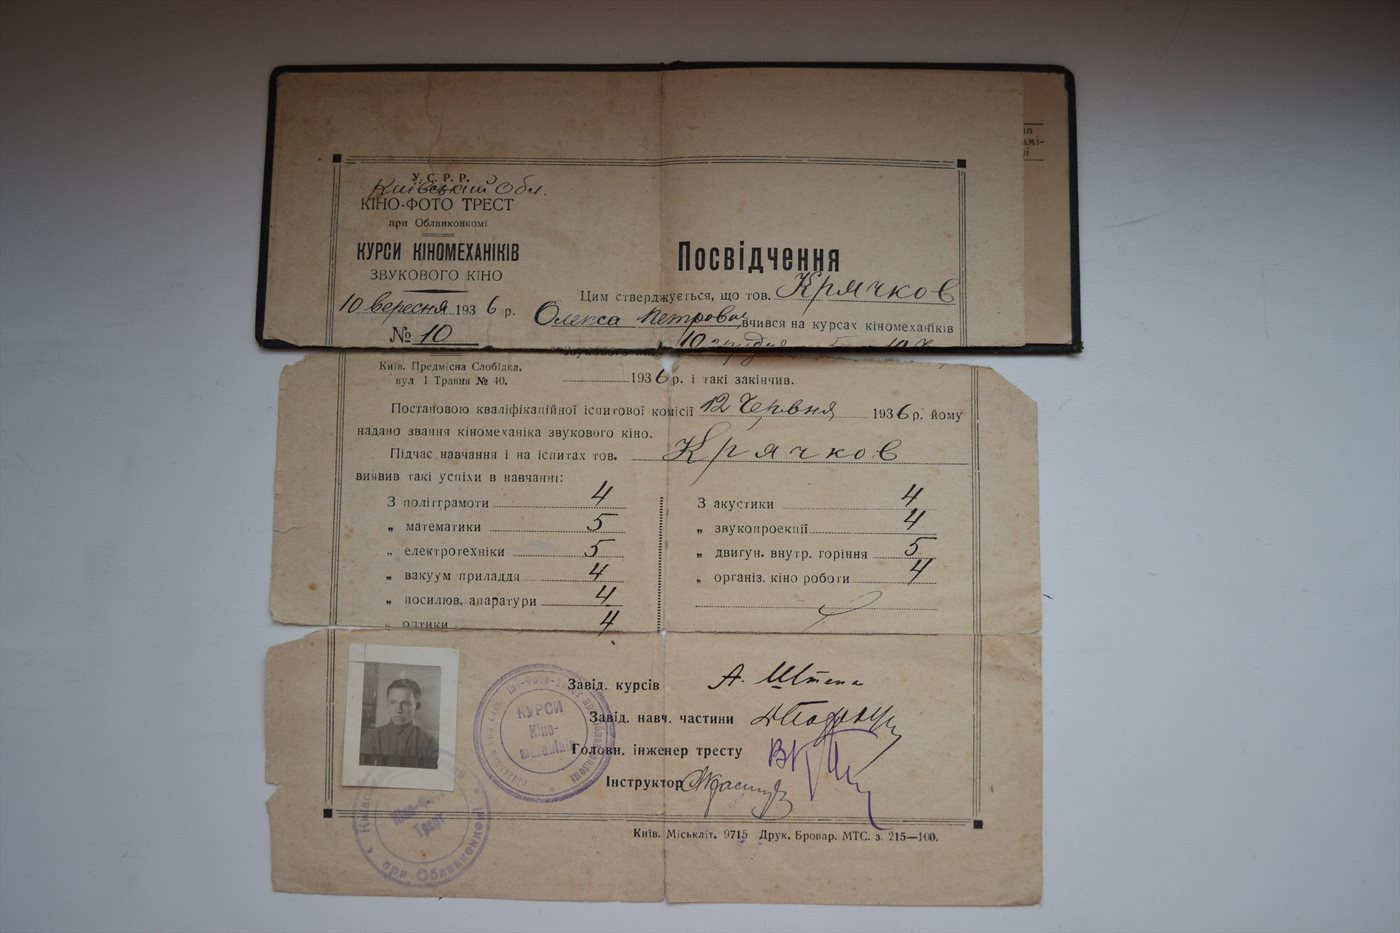 У.С.Р.Р.
Київський Обл.
КІНО-ФОТО ТРЕСТ
при Облвиконкомі
КУРСИ КІНОМЕХАНІКІВ
ЗВУКОВОГО КІНО
10 вересня 1936 р.
№ 10
Посвідчення
Цим стверджується, що тов. Крячков
Олекса Петрович вчився на курсах кіномеханіків
10 грудня
Київ. Предмісна Слобідка,
вул. 1 Травня № 40.
1936 р. і такі закінчив.
Постановою кваліфікаційної іспитової комісії 12 Червня 1936 р. йому
надано звання кіномеханіка звукового кіно.
Підчас навчання і на іспитах тов. Крячков
виявив такі успіхи в навчанні:
З політграмоти 4
„ математики 5
„ електротехніки 5
„ вакуум приладдя 4
„ посилюв. апаратури 4
„ оптики 4
З акустики 4
„ звукопроекції 4
„ двигун. внутр. горіння 5
„ організ. кіно роботи 4
Завід. курсів А. Штепа
Завід. навч. частини
Головн. інженер тресту
Інструктор
КУРСИ
Кіно-
механіків
Кіно-Фото
Трест
при Облвиконкомі
Київ. Міськліт. 9715 Друк. Бровар. МТС. з. 215—100.